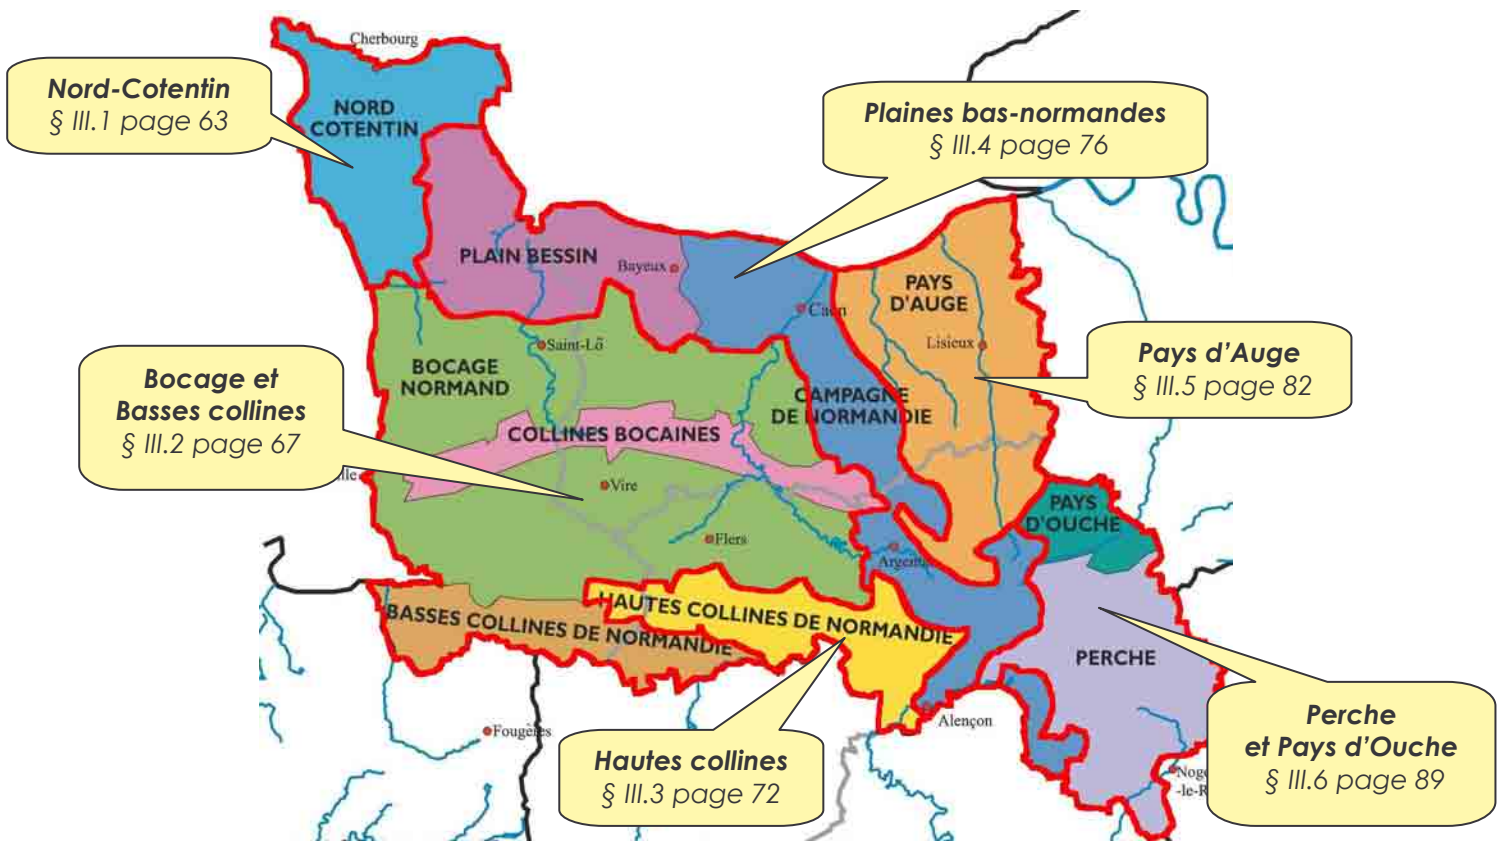 Cherbourg
Nord-Cotentin
§ III.1 page 63
NORD
COTENTIN
Plaines bas-normandes
§ III.4 page 76
PLAIN BESSIN
Bayeux
Caen
PAYS
D'AUGE
Lisieux
Pays d’Auge
§ III.5 page 82
Saint-Lô
BOCAGE
NORMAND
Bocage et
Basses collines
§ III.2 page 67
CAMPAGNE
DE NORMANDIE
COLLINES BOCAINES
Vire
Flers
PAYS
D'OUCHE
HAUTES COLLINES DE NORMANDIE
BASSES COLLINES DE NORMANDIE
PERCHE
Alençon
Fougères
Hautes collines
§ III.3 page 72
Perche
et Pays d’Ouche
§ III.6 page 89